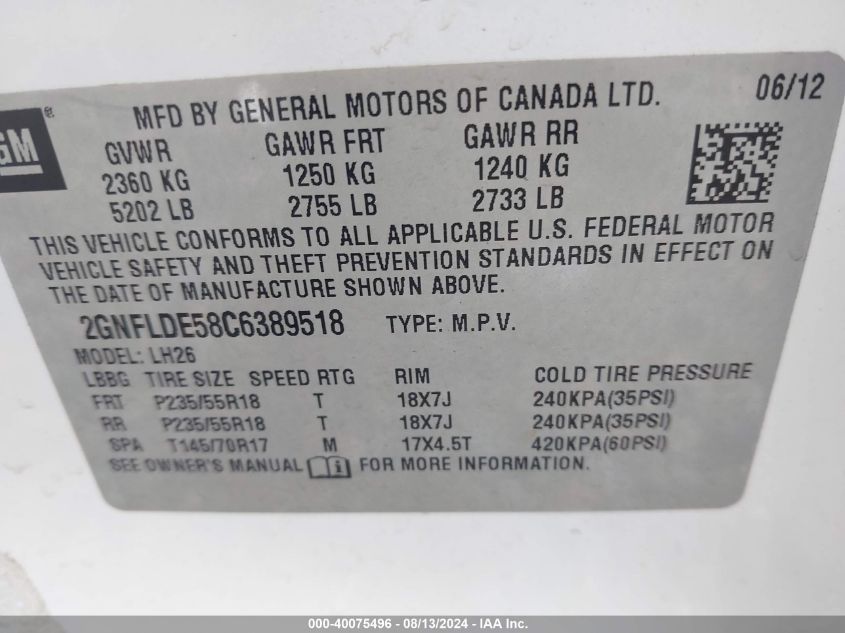 GM®
MFD BY GENERAL MOTORS OF CANADA LTD. 06/12
GVWR GAWR FRT GAWR RR
2360 KG 1250 KG 1240 KG
5202 LB 2755 LB 2733 LB
THIS VEHICLE CONFORMS TO ALL APPLICABLE U.S. FEDERAL MOTOR
VEHICLE SAFETY AND THEFT PREVENTION STANDARDS IN EFFECT ON
THE DATE OF MANUFACTURE SHOWN ABOVE.
2GNFLDE58C6389518 TYPE: M.P.V.
MODEL: LH26
LBBG TIRE SIZE SPEED RTG RIM COLD TIRE PRESSURE
FRT P235/55R18 T 18X7J 240KPA(35PSI)
RR P235/55R18 T 18X7J 240KPA(35PSI)
SPA T145/70R17 M 17X4.5T 420KPA(60PSI)
SEE OWNER'S MANUAL i FOR MORE INFORMATION.
000-40075496 - 08/13/2024 - IAA Inc.